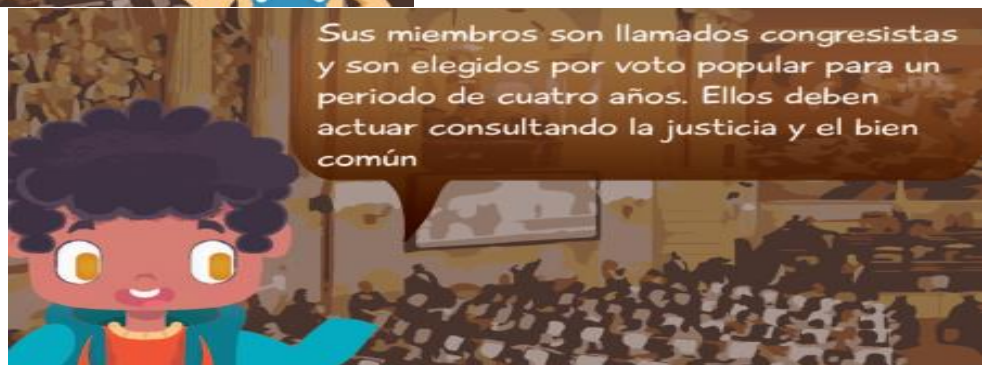 Sus miembros son llamados congresistas
y son elegidos por voto popular para un
periodo de cuatro años. Ellos deben
actuar consultando la justicia y el bien
común